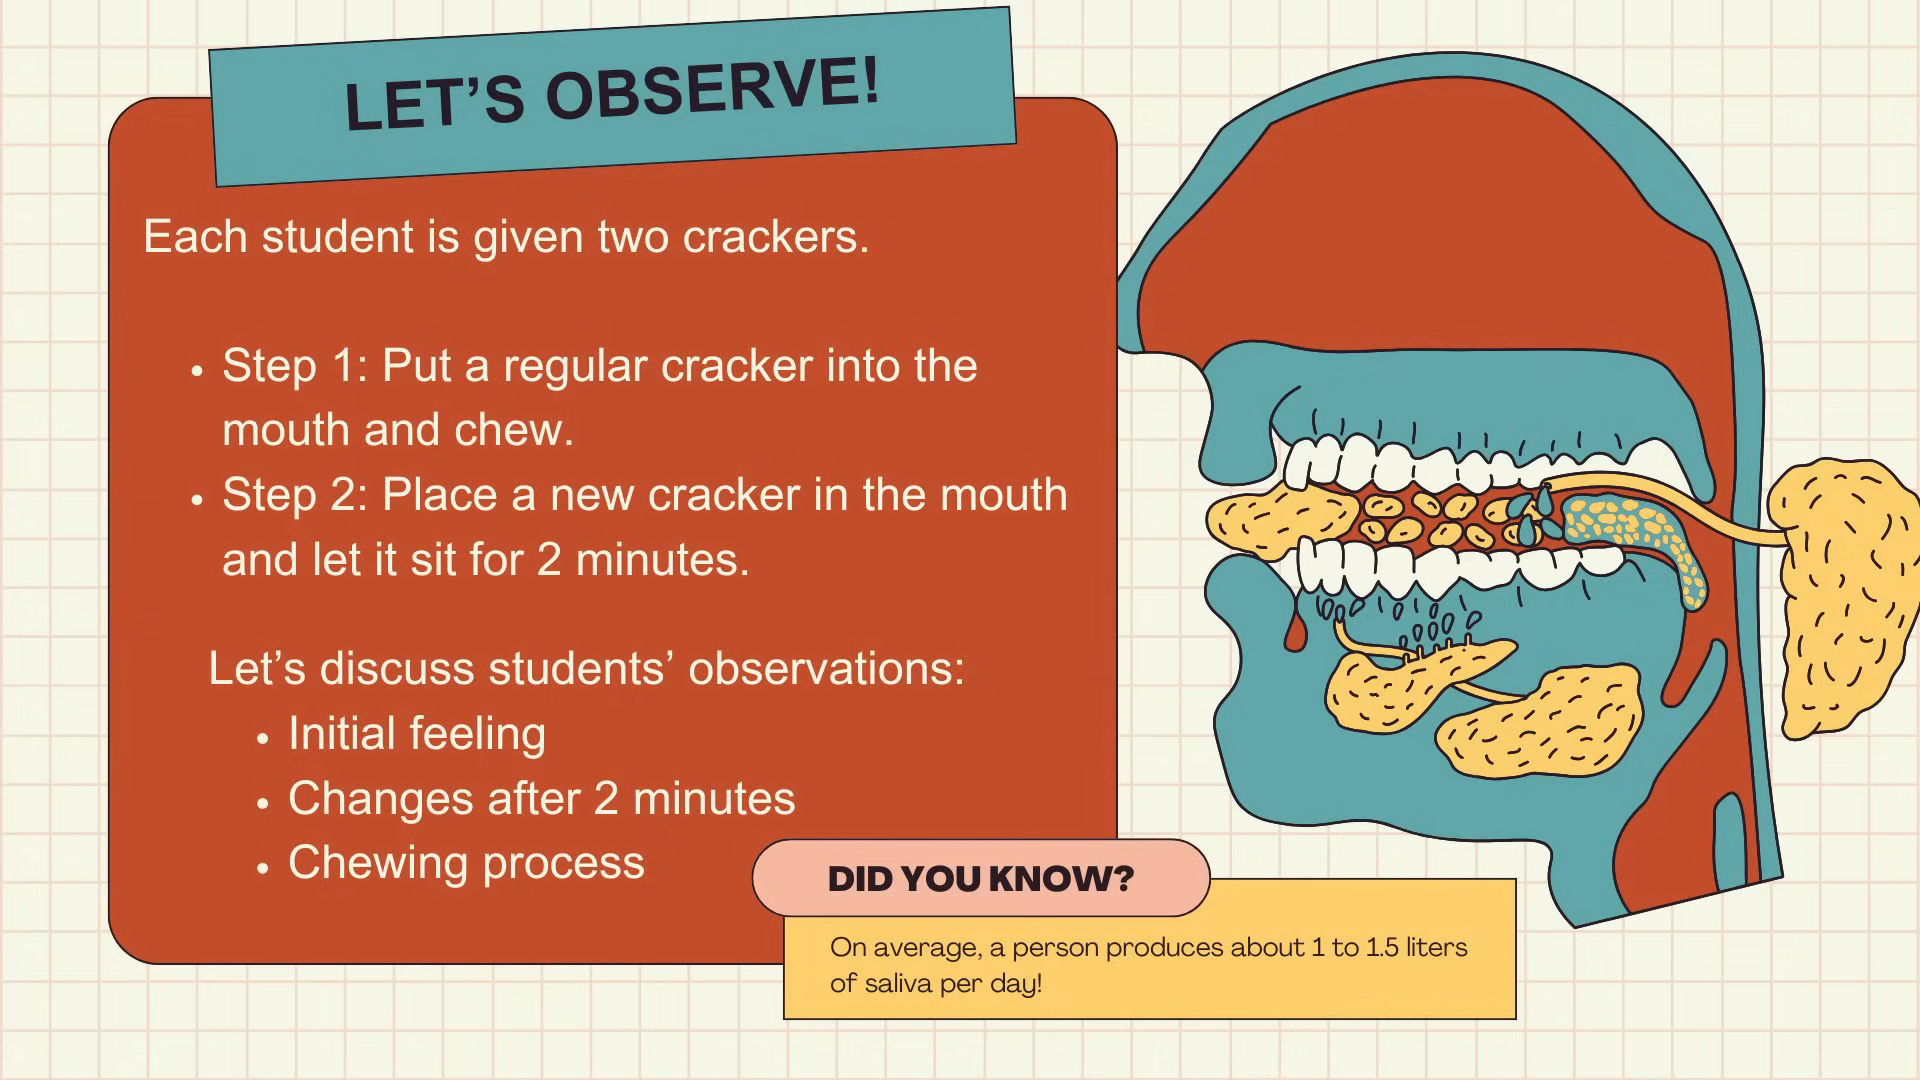 LET’S OBSERVE!
Each student is given two crackers.
• Step 1: Put a regular cracker into the
mouth and chew.
• Step 2: Place a new cracker in the mouth
and let it sit for 2 minutes.
Let’s discuss students’ observations:
• Initial feeling
• Changes after 2 minutes
• Chewing process
DID YOU KNOW?
On average, a person produces about 1 to 1.5 liters
of saliva per day!